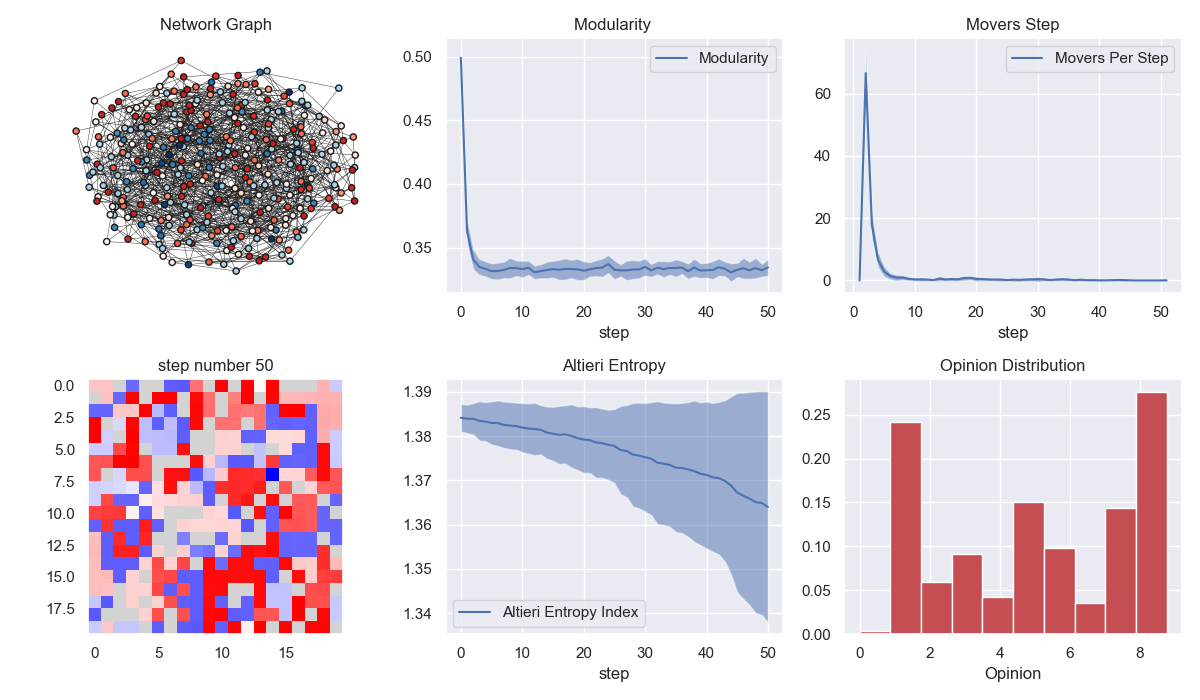 Network Graph
Modularity
0.50
0.45
0.40
0.35
Modularity
0 10 20 30 40 50
step
Movers Step
60
40
20
0
Movers Per Step
0 10 20 30 40 50
step
step number 50
0.0
2.5
5.0
7.5
10.0
12.5
15.0
17.5
0 5 10 15
Altieri Entropy
1.39
1.38
1.37
1.36
1.35
1.34
Altieri Entropy Index
0 10 20 30 40 50
step
Opinion Distribution
0.25
0.20
0.15
0.10
0.05
0.00
0 2 4 6 8
Opinion